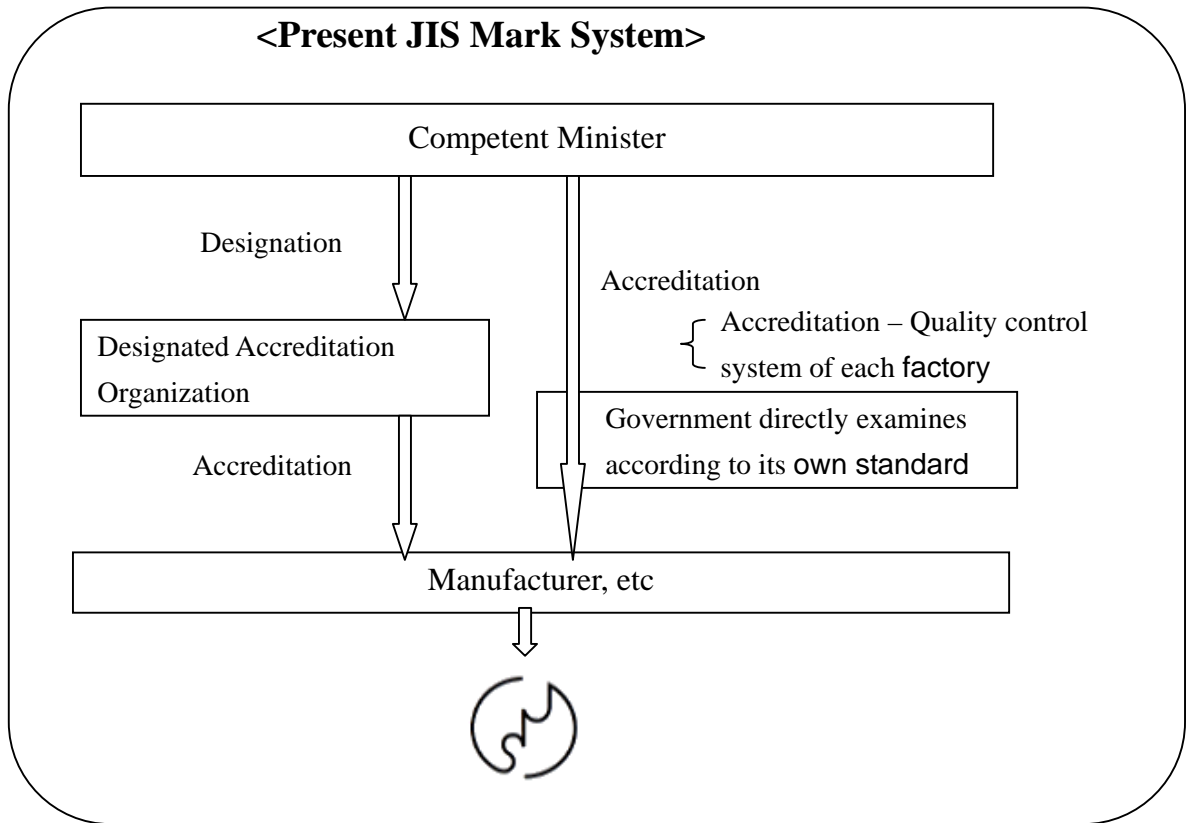 <Present JIS Mark System>
Competent Minister
Designation
Accreditation
Accreditation – Quality control
system of each factory
Designated Accreditation
Organization
Government directly examines
according to its own standard
Accreditation
Manufacturer, etc